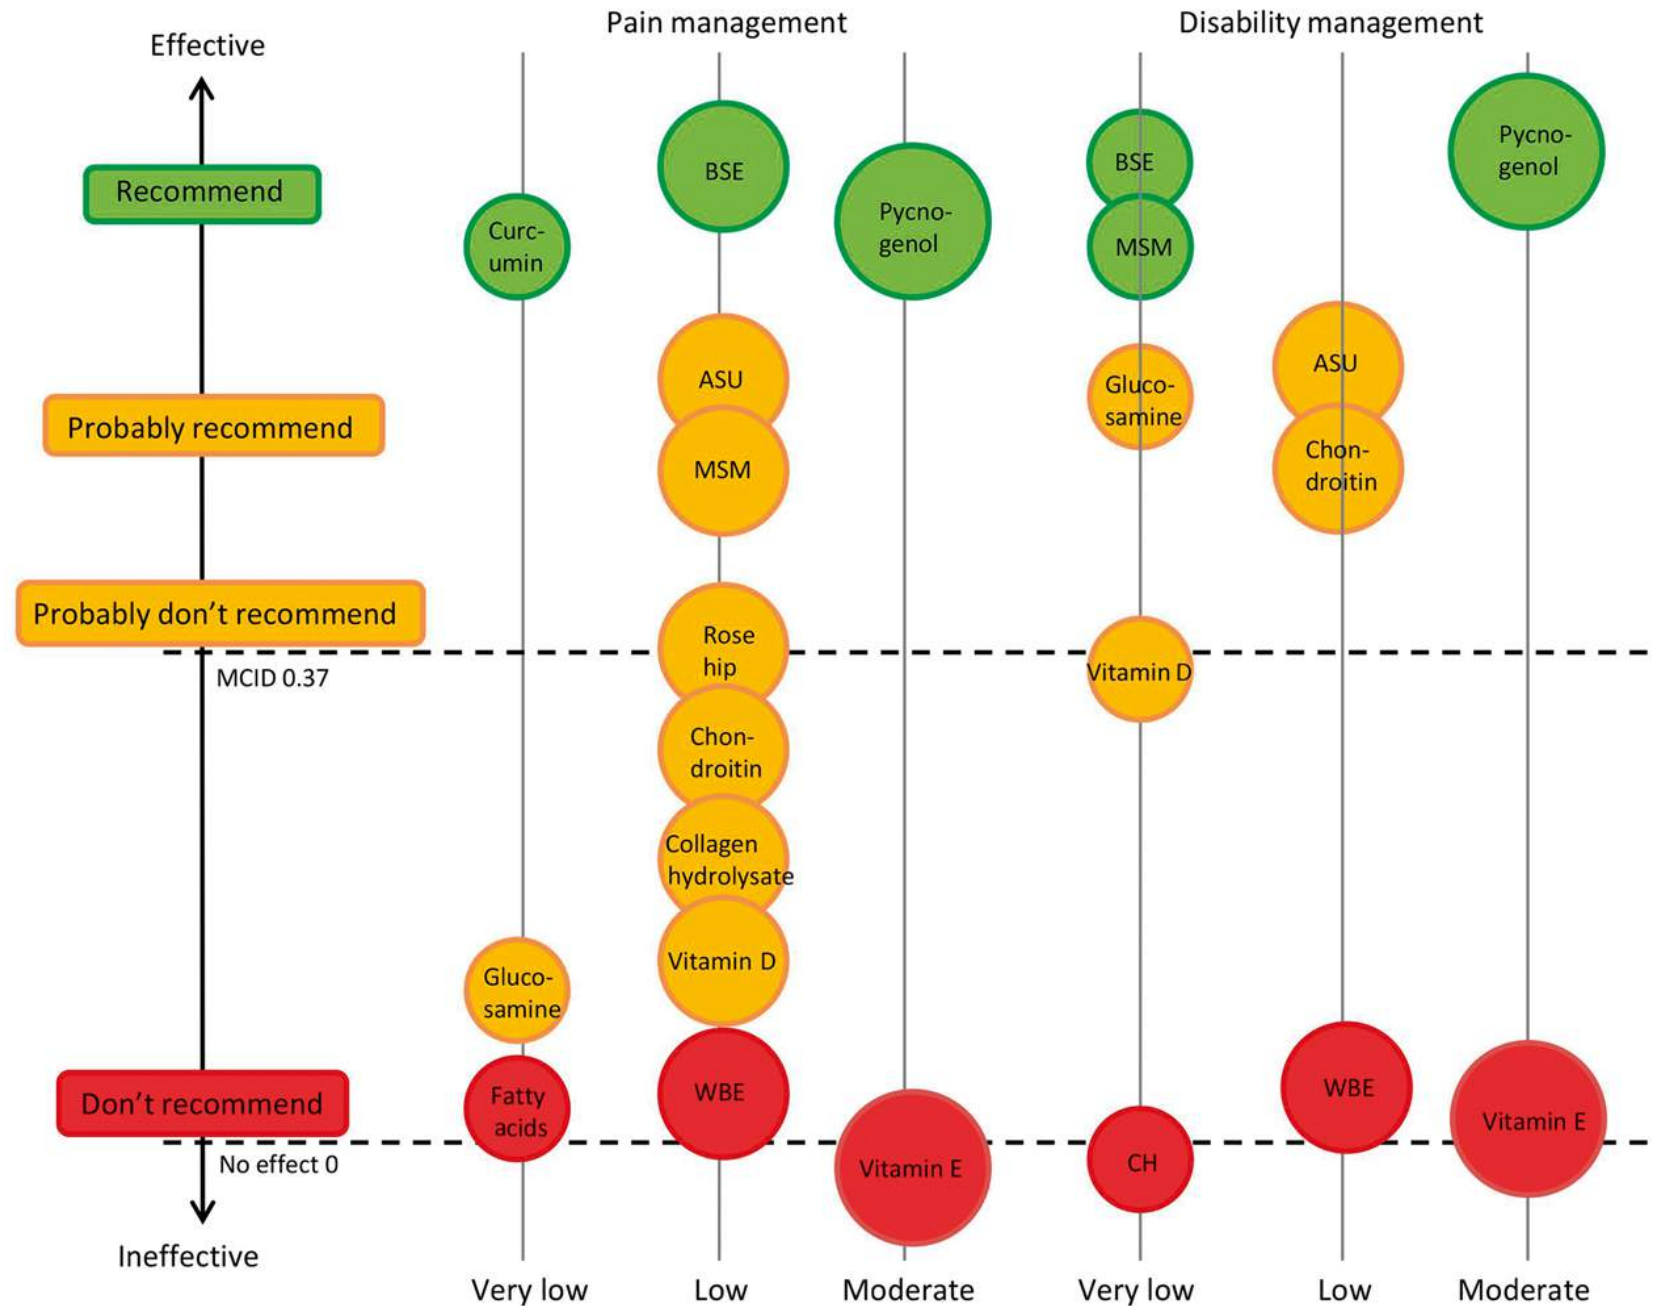 Pain management
Disability management
Effective
Recommend
Probably recommend
Probably don't recommend
MCID 0.37
Don't recommend
No effect 0
Ineffective
Curc-
umin
Gluco-
samine
Fatty
acids
Very low
BSE
ASU
MSM
Rose
hip
Chon-
droitin
Collagen
hydrolysate
Vitamin D
WBE
Low
Pycno-
genol
Vitamin E
Moderate
BSE
MSM
Gluco-
samine
Vitamin D
CH
Very low
ASU
Chon-
droitin
WBE
Low
Pycno-
genol
Vitamin E
Moderate